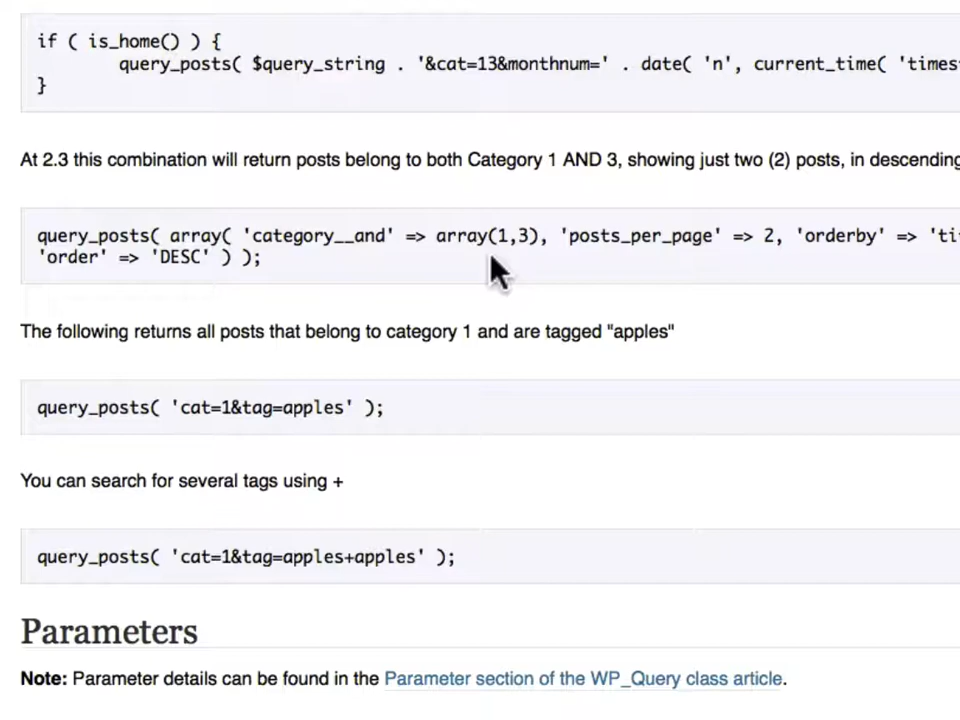 if ( is_home() ) {
query_posts( $query_string . '&cat=13&monthnum=' . date( 'n', current_time( 'times
}
At 2.3 this combination will return posts belong to both Category 1 AND 3, showing just two (2) posts, in descending
query_posts( array( 'category__and' => array(1,3), 'posts_per_page' => 2, 'orderby' => 'ti
'order' => 'DESC' ) );
The following returns all posts that belong to category 1 and are tagged "apples"
query_posts( 'cat=1&tag=apples' );
You can search for several tags using +
query_posts( 'cat=1&tag=apples+apples' );
Parameters
Note: Parameter details can be found in the Parameter section of the WP_Query class article.